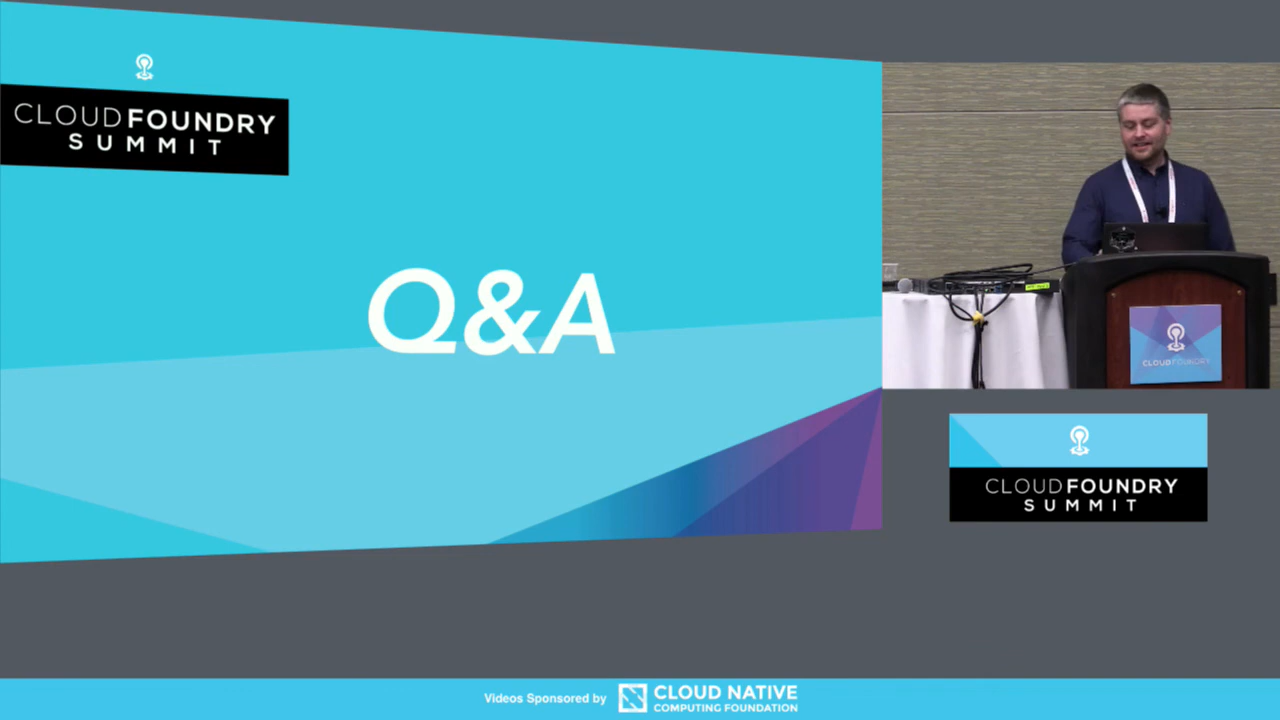 CLOUDFOUNDRY
SUMMIT
Q&A
CLOUDFOUNDRY
CLOUDFOUNDRY
SUMMIT
Videos Sponsored by
CLOUD NATIVE
COMPUTING FOUNDATION